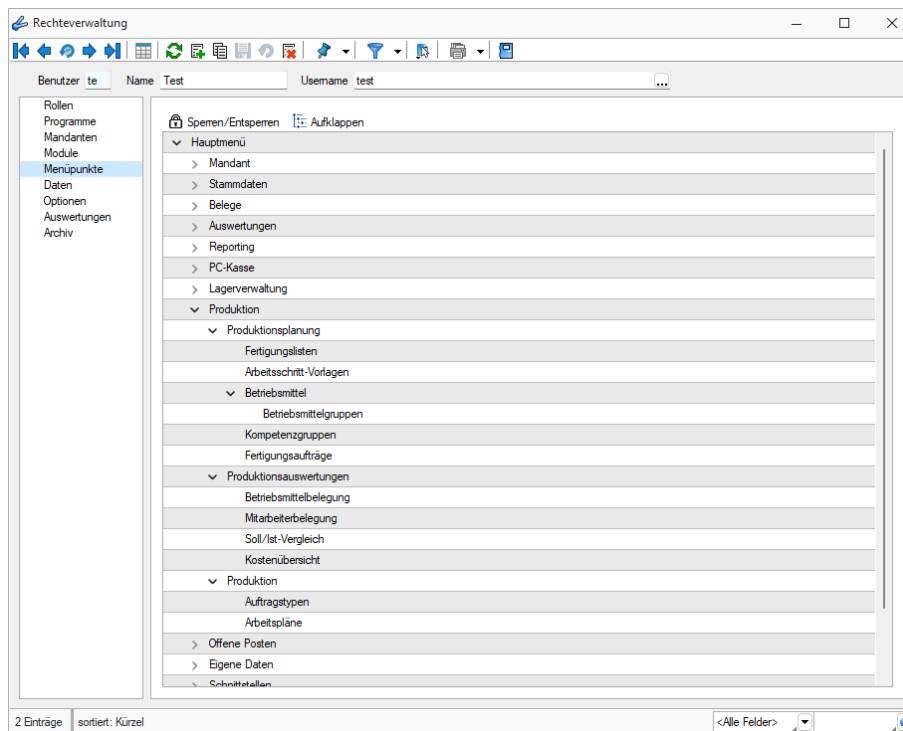 Rechteverwaltung
Benutzer te Name Test Username test ...
Rollen
Programme
Mandanten
Module
Menüpunkte
Daten
Optionen
Auswertungen
Archiv
Sperren/Entsperren Aufklappen
Hauptmenü
Mandant
Stammdaten
Belege
Auswertungen
Reporting
PC-Kasse
Lagerverwaltung
Produktion
Produktionsplanung
Fertigungslisten
Arbeitsschritt-Vorlagen
Betriebsmittel
Betriebsmittelgruppen
Kompetenzgruppen
Fertigungsaufträge
Produktionsauswertungen
Betriebsmittelbelegung
Mitarbeiterbelegung
Soll/Ist-Vergleich
Kostenübersicht
Produktion
Auftragstypen
Arbeitspläne
Offene Posten
Eigene Daten
Schnittstellen
2 Einträge sortiert: Kürzel <Alle Felder>